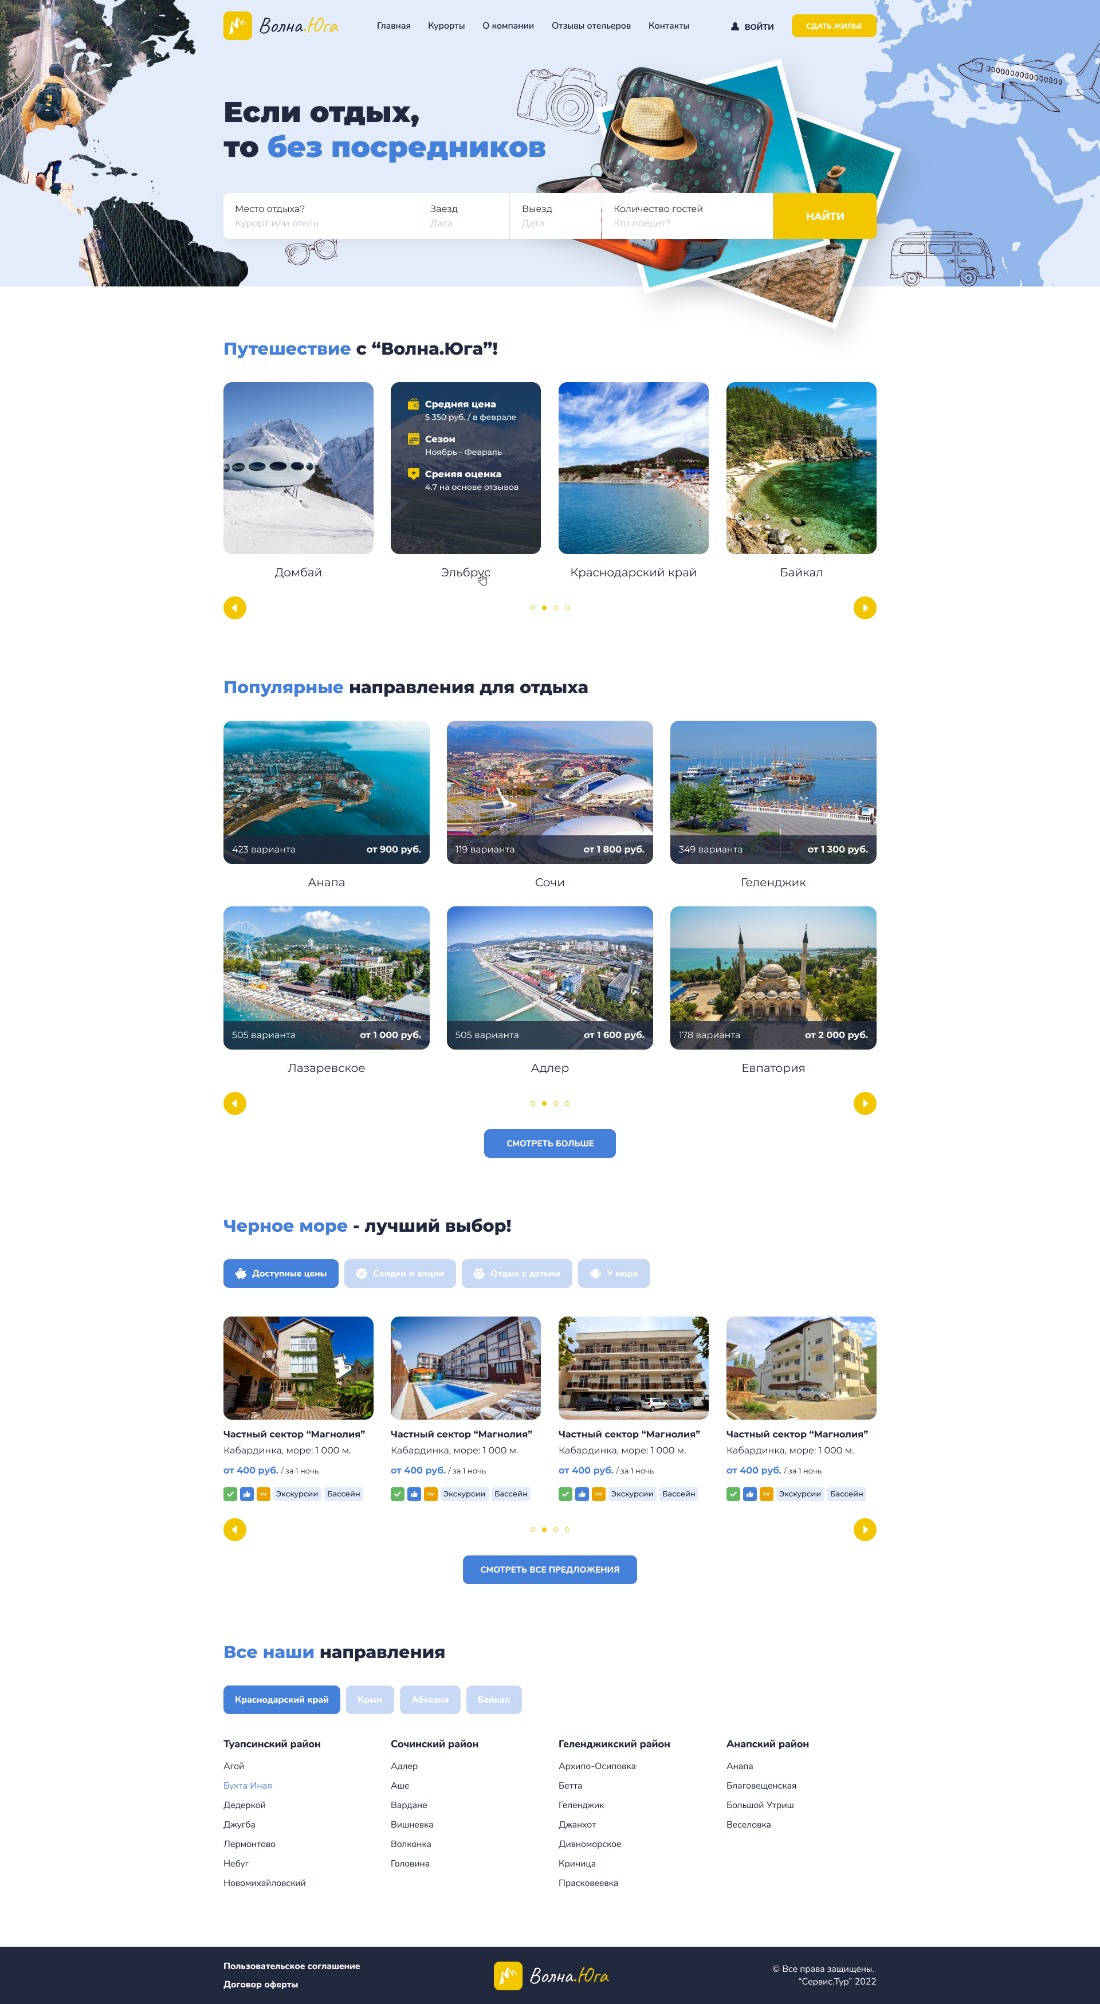 Волна.Юга
Главная Курорты О компании Отзывы отельеров Контакты
ВОЙТИ
СДАТЬ ЖИЛЬЕ
Если отдых,
то без посредников
Место отдыха? Заезд Выезд Количество гостей
Курорт или отель Дата Дата Кто поедет?
НАЙТИ
Путешествие с “Волна.Юга”!
Средняя цена
5 350 руб. / в феврале
Сезон
Ноябрь - Февраль
Среняя оценка
4.7 на основе отзывов
Домбай Эльбрус Краснодарский край Байкал
Популярные направления для отдыха
423 варианта от 900 руб. 119 варианта от 1 800 руб. 349 варианта от 1 300 руб.
Анапа Сочи Геленджик
505 варианта от 1 000 руб. 505 варианта от 1 600 руб. 178 варианта от 2 000 руб.
Лазаревское Адлер Евпатория
СМОТРЕТЬ БОЛЬШЕ
Черное море - лучший выбор!
Доступные цены Скидки и акции Отдых с детьми У моря
Частный сектор “Магнолия” Частный сектор “Магнолия” Частный сектор “Магнолия” Частный сектор “Магнолия”
Кабардинка, море: 1 000 м. Кабардинка, море: 1 000 м. Кабардинка, море: 1 000 м. Кабардинка, море: 1 000 м.
от 400 руб. / за 1 ночь от 400 руб. / за 1 ночь от 400 руб. / за 1 ночь от 400 руб. / за 1 ночь
Экскурсии Бассейн Экскурсии Бассейн Экскурсии Бассейн Экскурсии Бассейн
СМОТРЕТЬ ВСЕ ПРЕДЛОЖЕНИЯ
Все наши направления
Краснодарский край Крым Абхазия Байкал
Туапсинский район
Агой
Бухта Инал
Дедеркой
Джугба
Лермонтово
Небуг
Новомихайловский
Сочинский район
Адлер
Аше
Вардане
Вишневка
Волконка
Головина
Геленджикский район
Архипо-Осиповка
Бетта
Геленджик
Джанхот
Дивноморское
Криница
Прасковеевка
Анапский район
Анапа
Благовещенская
Большой Утриш
Веселовка
Пользовательское соглашение
Договор оферты
Волна.Юга
© Все права защищены.
“Сервис.Тур” 2022